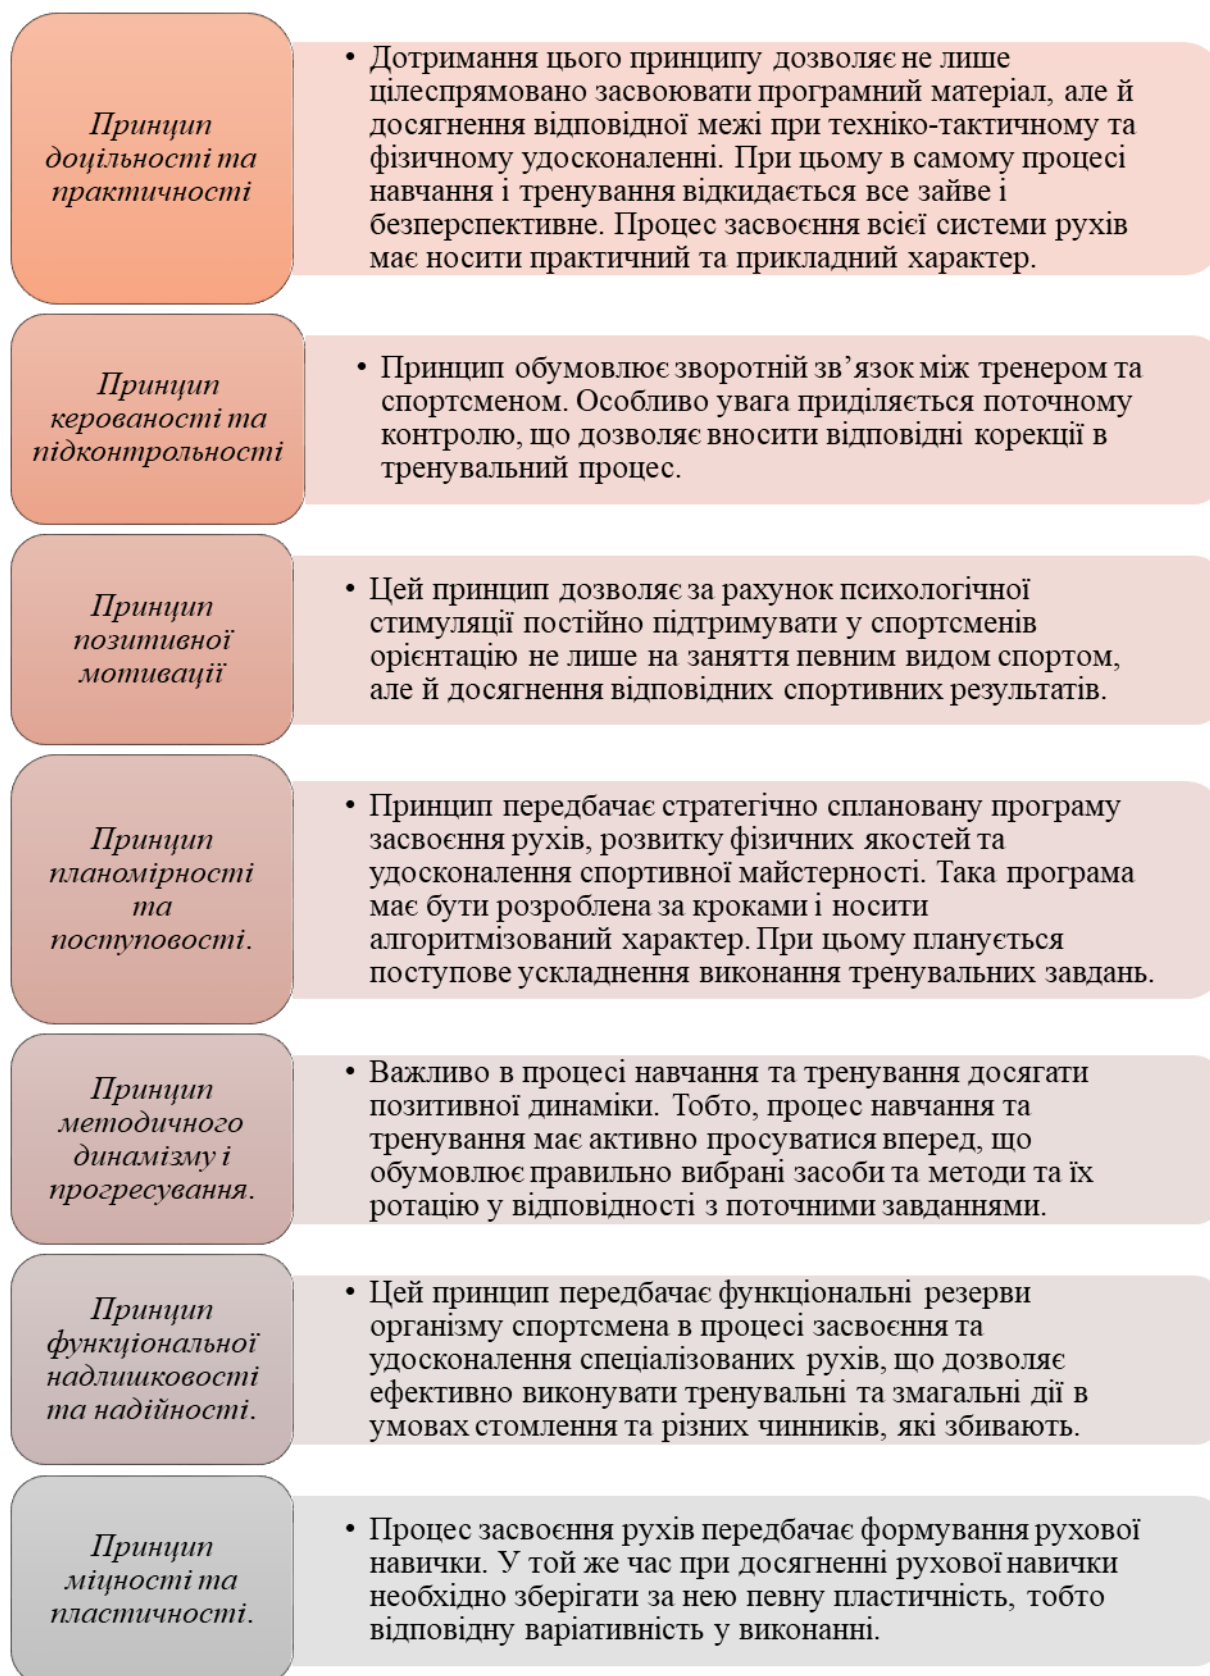 Принцип
доцільності та
практичності
• Дотримання цього принципу дозволяє не лише
цілеспрямовано засвоювати програмний матеріал, але й
досягнення відповідної межі при техніко-тактичному та
фізичному удосконаленні. При цьому в самому процесі
навчання і тренування відкидається все зайве і
безперспективне. Процес засвоєння всієї системи рухів
має носити практичний та прикладний характер.
Принцип
керованості та
підконтрольності
• Принцип обумовлює зворотній зв’язок між тренером та
спортсменом. Особливо увага приділяється поточному
контролю, що дозволяє вносити відповідні корекції в
тренувальний процес.
Принцип
позитивної
мотивації
• Цей принцип дозволяє за рахунок психологічної
стимуляції постійно підтримувати у спортсменів
орієнтацію не лише на заняття певним видом спортом,
але й досягнення відповідних спортивних результатів.
Принцип
планомірності
та
поступовості.
• Принцип передбачає стратегічно сплановану програму
засвоєння рухів, розвитку фізичних якостей та
удосконалення спортивної майстерності. Така програма
має бути розроблена за кроками і носити
алгоритмізований характер. При цьому планується
поступове ускладнення виконання тренувальних завдань.
Принцип
методичного
динамізму і
прогресування.
• Важливо в процесі навчання та тренування досягати
позитивної динаміки. Тобто, процес навчання та
тренування має активно просуватися вперед, що
обумовлює правильно вибрані засоби та методи та їх
ротацію у відповідності з поточними завданнями.
Принцип
функціональної
надлишковості
та надійності.
• Цей принцип передбачає функціональні резерви
організму спортсмена в процесі засвоєння та
удосконалення спеціалізованих рухів, що дозволяє
ефективно виконувати тренувальні та змагальні дії в
умовах стомлення та різних чинників, які збивають.
Принцип
міцності та
пластичності.
• Процес засвоєння рухів передбачає формування рухової
навички. У той же час при досягненні рухової навички
необхідно зберігати за нею певну пластичність, тобто
відповідну варіативність у виконанні.